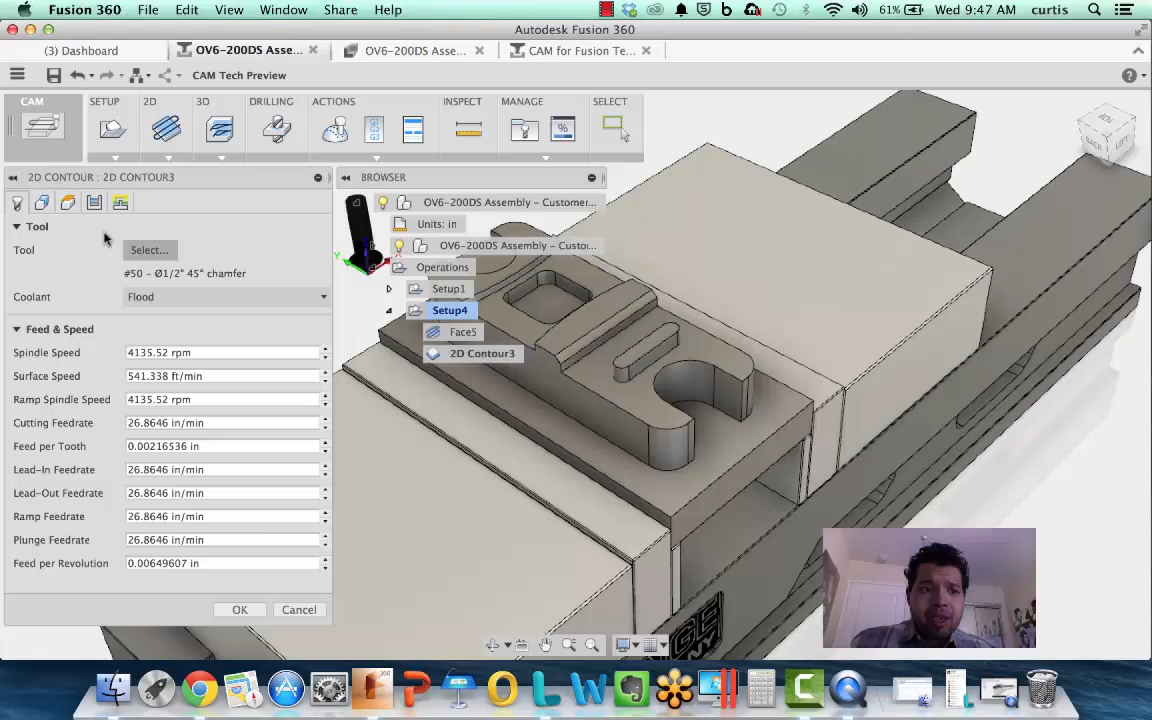 Fusion 360 File Edit Window Share Help 61% Wed 9:47 AM curtis
Autodesk Fusion 360
(3) Dashboard OV6-200DS Asse... OV6-200DS Asse... CAM for Fusion Te...
CAM Tech Preview
CAM SETUP 2D 3D DRILLING ACTIONS INSPECT MANAGE SELECT
G1
G2
G3
%
TOP
BACK LEFT
2D CONTOUR : 2D CONTOUR3
BROWSER
OV6-200DS Assembly - Customer...
Units: in
OV6-200DS Assembly - Custo...
Operations
Setup1
Setup4
Face5
2D Contour3
Tool
Tool Select...
#50 - Ø1/2" 45° chamfer
Coolant Flood
Feed & Speed
Spindle Speed 4135.52 rpm
Surface Speed 541.338 ft/min
Ramp Spindle Speed 4135.52 rpm
Cutting Feedrate 26.8646 in/min
Feed per Tooth 0.00216536 in
Lead-In Feedrate 26.8646 in/min
Lead-Out Feedrate 26.8646 in/min
Ramp Feedrate 26.8646 in/min
Plunge Feedrate 26.8646 in/min
Feed per Revolution 0.00649607 in
OK Cancel